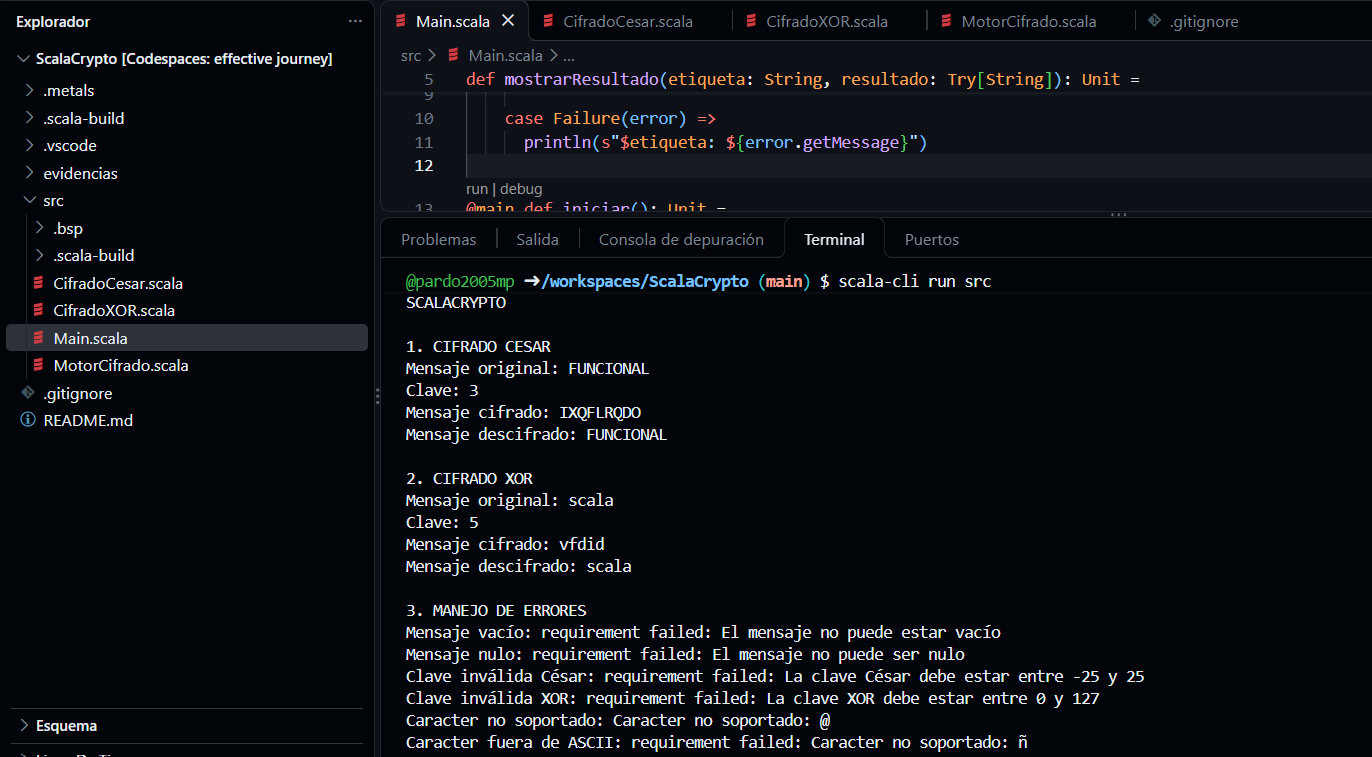 Explorador
...
ScalaCrypto [Codespaces: effective journey]
.metals
.scala-build
.vscode
evidencias
src
.bsp
.scala-build
CifradoCesar.scala
CifradoXOR.scala
Main.scala
MotorCifrado.scala
.gitignore
README.md
Esquema
Main.scala
CifradoCesar.scala
CifradoXOR.scala
MotorCifrado.scala
.gitignore
src > Main.scala > ...
5 def mostrarResultado(etiqueta: String, resultado: Try[String]): Unit =
9
10 case Failure(error) =>
11 println(s"$etiqueta: ${error.getMessage}")
12
run | debug
13 @main def iniciar(): Unit =
Problemas
Salida
Consola de depuración
Terminal
Puertos
@pardo2005mp ➜/workspaces/ScalaCrypto (main) $ scala-cli run src
SCALACRYPTO
1. CIFRADO CESAR
Mensaje original: FUNCIONAL
Clave: 3
Mensaje cifrado: IXQFLRQDO
Mensaje descifrado: FUNCIONAL
2. CIFRADO XOR
Mensaje original: scala
Clave: 5
Mensaje cifrado: vfdid
Mensaje descifrado: scala
3. MANEJO DE ERRORES
Mensaje vacío: requirement failed: El mensaje no puede estar vacío
Mensaje nulo: requirement failed: El mensaje no puede ser nulo
Clave inválida César: requirement failed: La clave César debe estar entre -25 y 25
Clave inválida XOR: requirement failed: La clave XOR debe estar entre 0 y 127
Caracter no soportado: Caracter no soportado: @
Caracter fuera de ASCII: requirement failed: Caracter no soportado: ñ